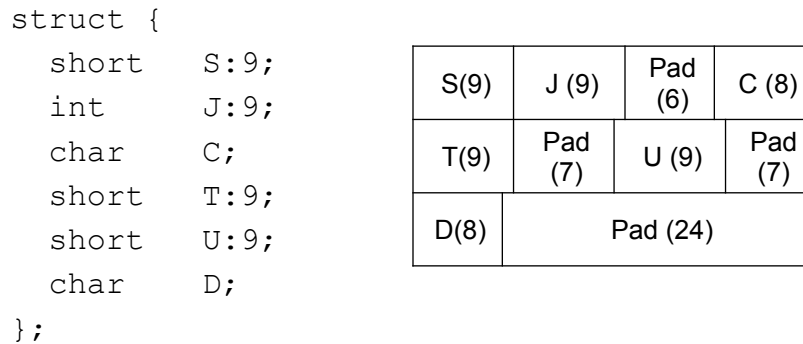 struct {
short S:9;
int J:9;
char C;
short T:9;
short U:9;
char D;
};
S(9) J (9) Pad (6) C (8)
T(9) Pad (7) U (9) Pad (7)
D(8) Pad (24)